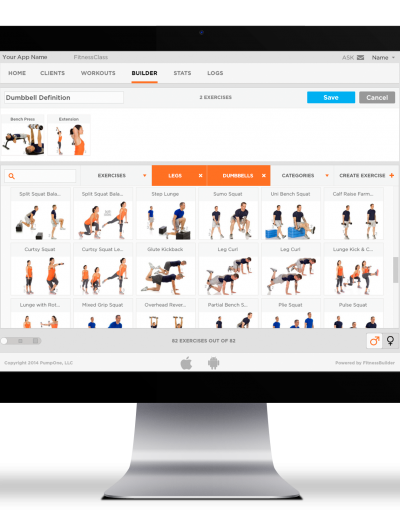 Your App Name FitnessClass ASK Name
HOME CLIENTS WORKOUTS BUILDER STATS LOGS
Dumbbell Definition 2 EXERCISES Save Cancel
Bench Press Extension
EXERCISES LEGS x DUMBBELLS x CATEGORIES CREATE EXERCISE +
Split Squat Bala... Split Squat Bala... Step Lunge Sumo Squat Uni Bench Squat Calf Raise Farm...
Curtsy Squat Curtsy Squat Le... Glute Kickback Leg Curl Leg Curl Lunge Kick & C...
Lunge with Rot... Mixed Grip Squat Overhead Rever... Partial Bench S... Plie Squat Pulse Squat
62 EXERCISES OUT OF 62
Copyright 2014 PumpOne, LLC Powered by FitnessBuilder